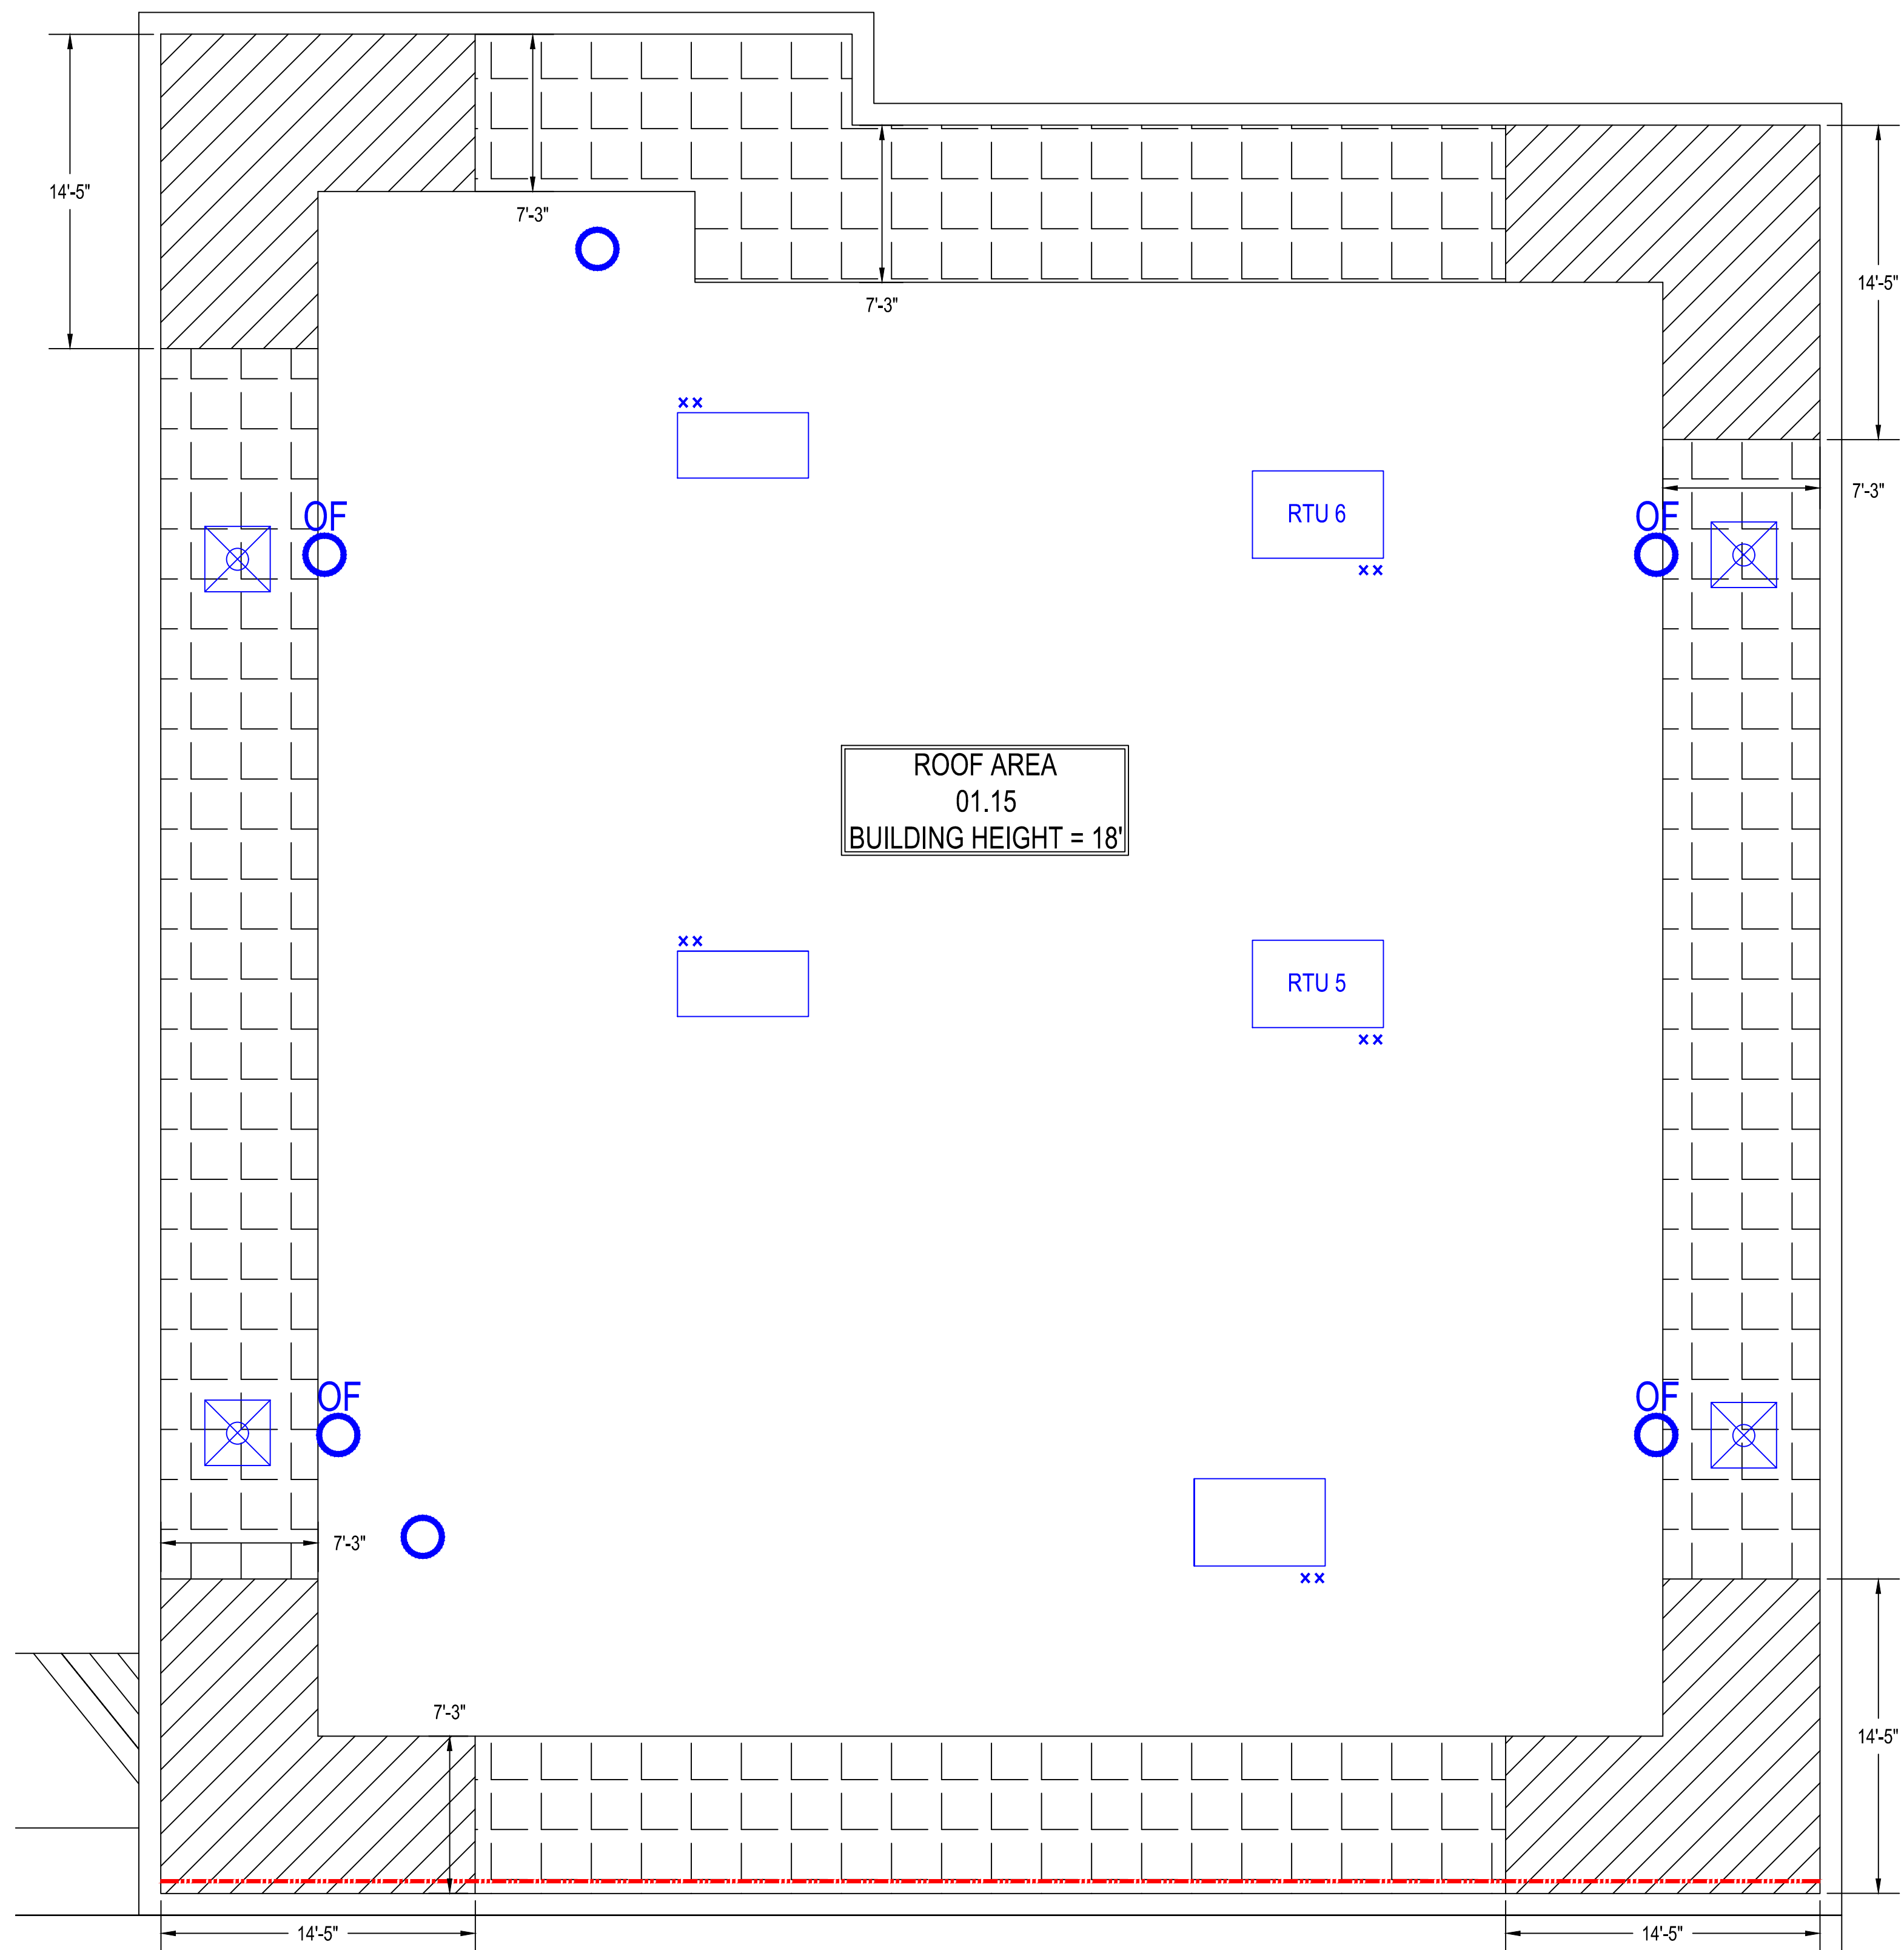 14'-5"
7'-3"
7'-3"
14'-5"
××
OF
RTU 6
××
OF
7'-3"
ROOF AREA
01.15
BUILDING HEIGHT = 18'
××
RTU 5
××
OF
OF
7'-3"
××
7'-3"
14'-5"
14'-5"
14'-5"